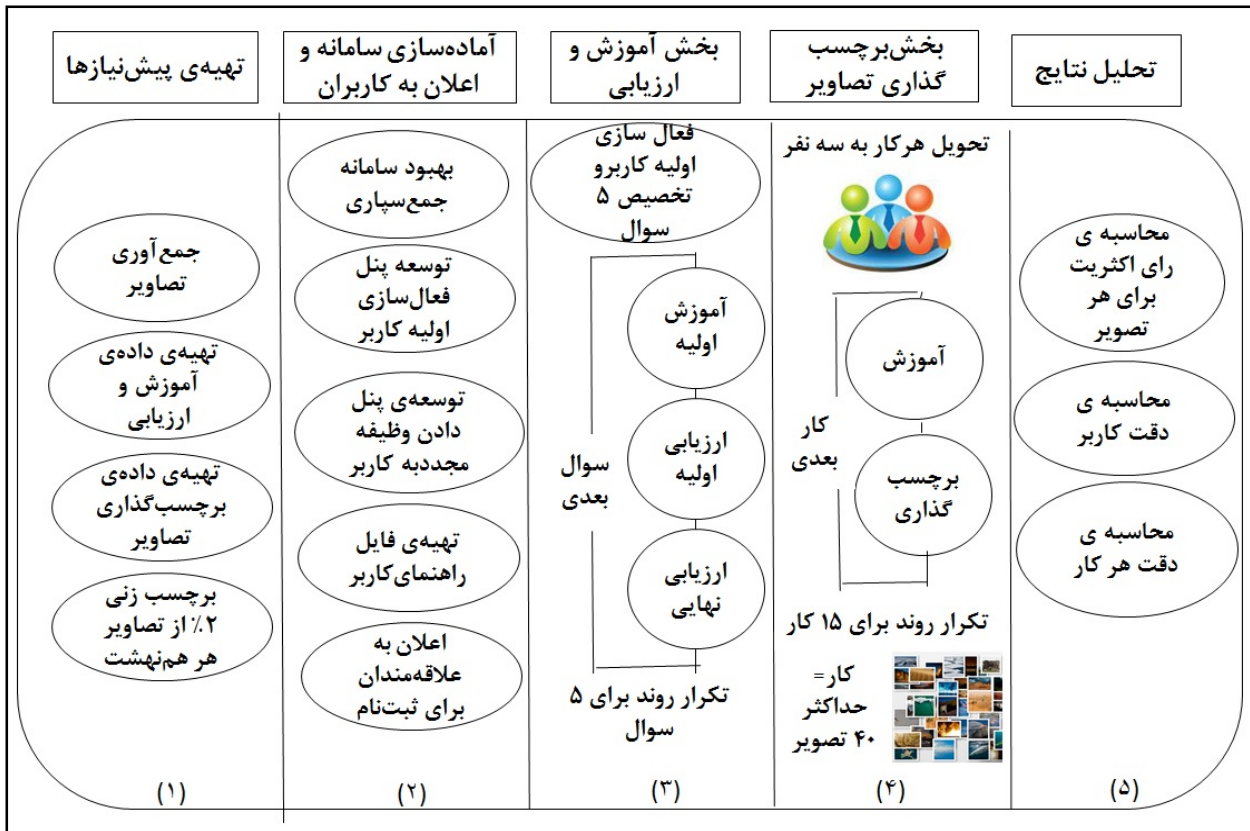 تهیه‌ی پیش‌نیازها
آماده‌سازی سامانه و
اعلان به کاربران
بخش آموزش و
ارزیابی
بخش‌برچسب
گذاری تصاویر
تحلیل نتایج
جمع‌آوری
تصاویر
تهیه‌ی داده‌ی
آموزش و
ارزیابی
تهیه‌ی داده‌ی
برچسب‌گذاری
تصاویر
برچسب زنی
۲٪ از تصاویر
هر هم‌نهشت
(۱)
بهبود سامانه
جمع‌سپاری
توسعه پنل
فعال‌سازی
اولیه کاربر
توسعه‌ی پنل
دادن وظیفه
مجددبه کاربر
تهیه‌ی فایل
راهنمای‌کاربر
اعلان به
علاقه‌مندان
برای ثبت‌نام
(۲)
فعال سازی
اولیه کاربرو
تخصیص ۵
سوال
آموزش
اولیه
ارزیابی
اولیه
ارزیابی
نهایی
سوال
بعدی
تکرار روند برای ۵
سوال
(۳)
تحویل هرکار به سه نفر
آموزش
برچسب
گذاری
کار
بعدی
تکرار روند برای ۱۵ کار
کار=
حداکثر
۴۰ تصویر
(۴)
محاسبه ی
رای اکثریت
برای هر
تصویر
محاسبه ی
دقت کاربر
محاسبه ی
دقت هر کار
(۵)